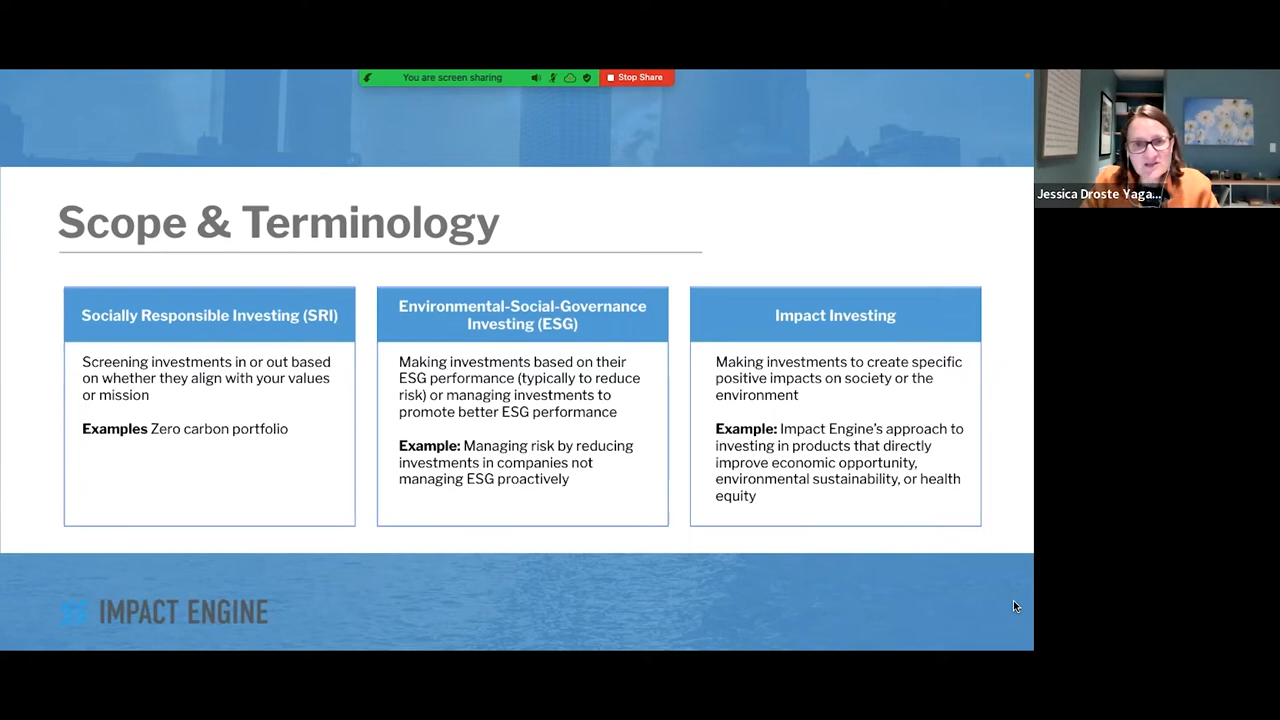 You are screen sharing
Stop Share
Jessica Droste Yaga...
Scope & Terminology
Socially Responsible Investing (SRI)
Screening investments in or out based
on whether they align with your values
or mission
Examples Zero carbon portfolio
Environmental-Social-Governance
Investing (ESG)
Making investments based on their
ESG performance (typically to reduce
risk) or managing investments to
promote better ESG performance
Example: Managing risk by reducing
investments in companies not
managing ESG proactively
Impact Investing
Making investments to create specific
positive impacts on society or the
environment
Example: Impact Engine's approach to
investing in products that directly
improve economic opportunity,
environmental sustainability, or health
equity
IMPACT ENGINE